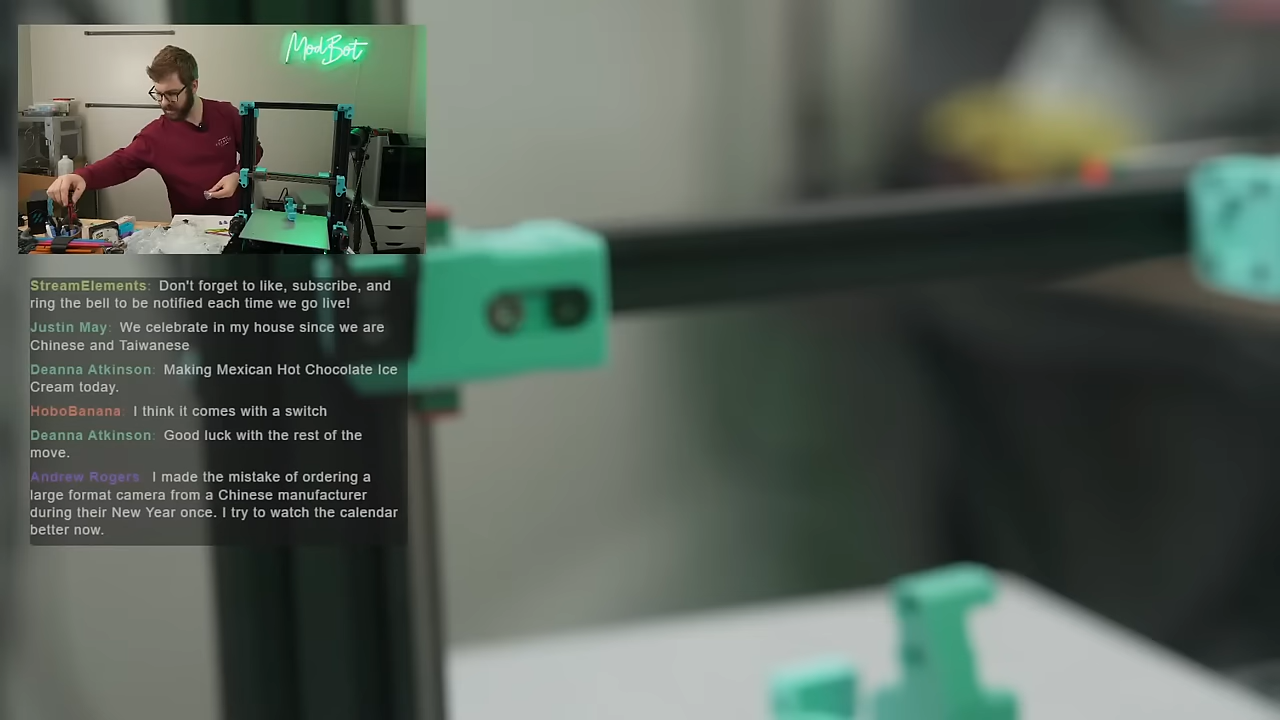 ModBot
StreamElements: Don't forget to like, subscribe, and
ring the bell to be notified each time we go live!
Justin May: We celebrate in my house since we are
Chinese and Taiwanese
Deanna Atkinson: Making Mexican Hot Chocolate Ice
Cream today.
HoboBanana: I think it comes with a switch
Deanna Atkinson: Good luck with the rest of the
move.
Andrew Rogers: I made the mistake of ordering a
large format camera from a Chinese manufacturer
during their New Year once. I try to watch the calendar
better now.